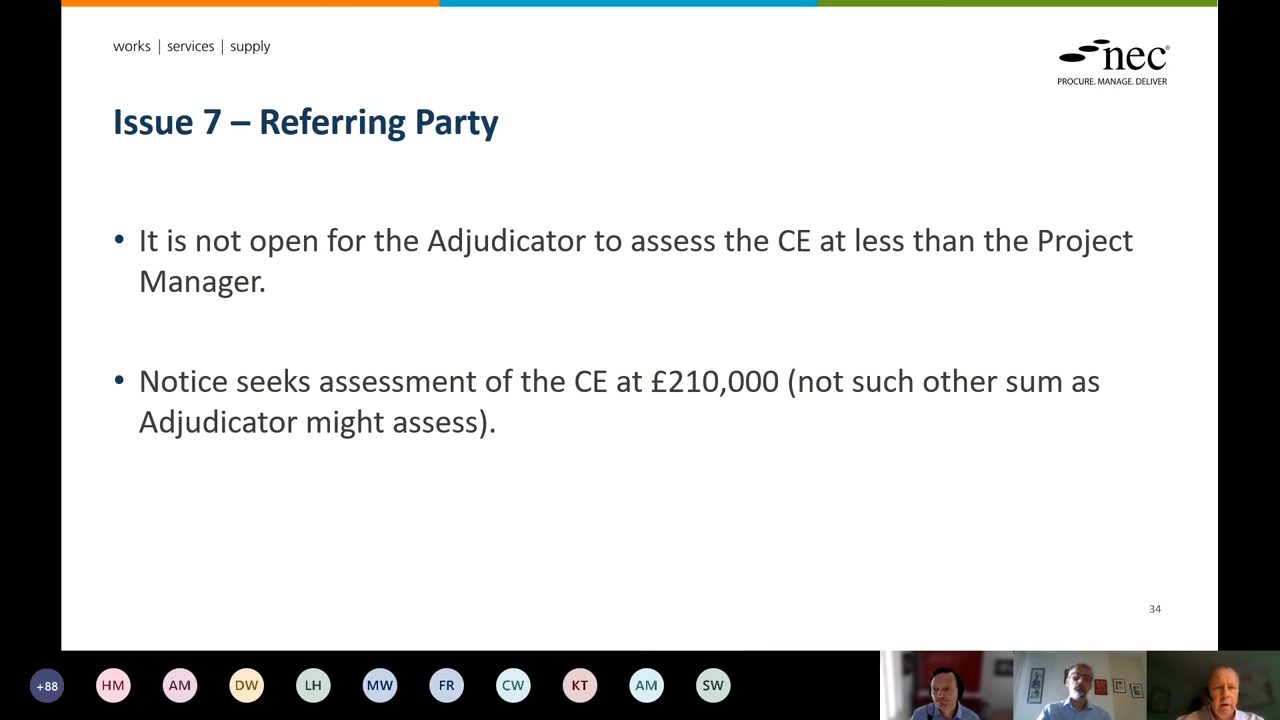 works | services | supply
nec®
PROCURE. MANAGE. DELIVER
Issue 7 – Referring Party
• It is not open for the Adjudicator to assess the CE at less than the Project
Manager.
• Notice seeks assessment of the CE at £210,000 (not such other sum as
Adjudicator might assess).
34
+88 HM AM DW LH MW FR CW KT AM SW